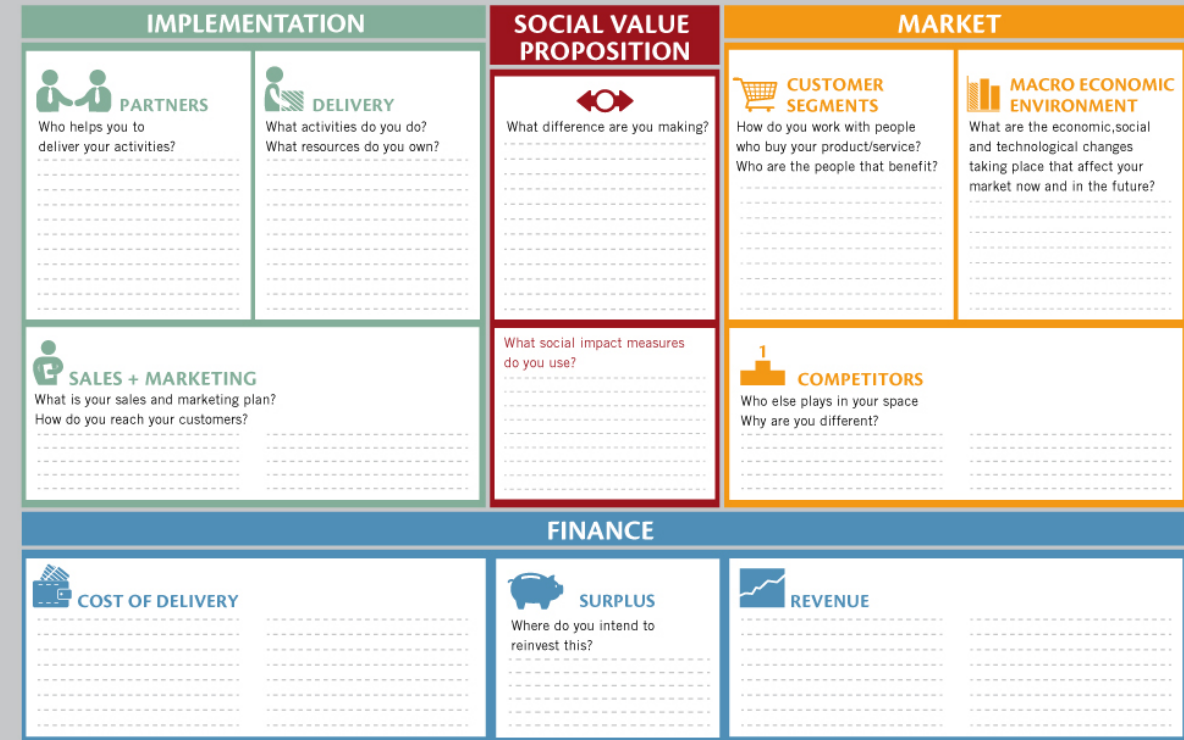 IMPLEMENTATION
PARTNERS
Who helps you to
deliver your activities?
DELIVERY
What activities do you do?
What resources do you own?
SALES + MARKETING
What is your sales and marketing plan?
How do you reach your customers?
SOCIAL VALUE
PROPOSITION
What difference are you making?
What social impact measures
do you use?
MARKET
CUSTOMER
SEGMENTS
How do you work with people
who buy your product/service?
Who are the people that benefit?
MACRO ECONOMIC
ENVIRONMENT
What are the economic,social
and technological changes
taking place that affect your
market now and in the future?
1
COMPETITORS
Who else plays in your space
Why are you different?
FINANCE
COST OF DELIVERY
SURPLUS
Where do you intend to
reinvest this?
REVENUE